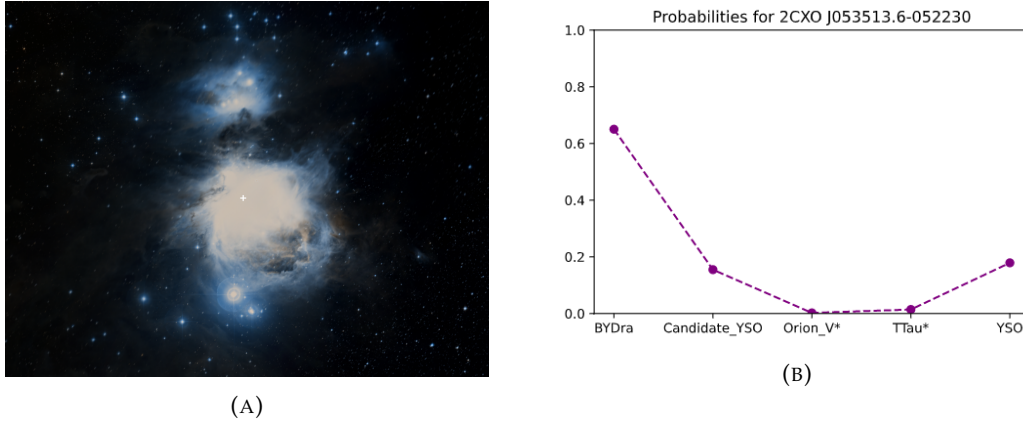 Probabilities for 2CXO J053513.6-052230
1.0
0.8
0.6
0.4
0.2
0.0
BYDra Candidate_YSO Orion_V* TTau* YSO
(A)
(B)